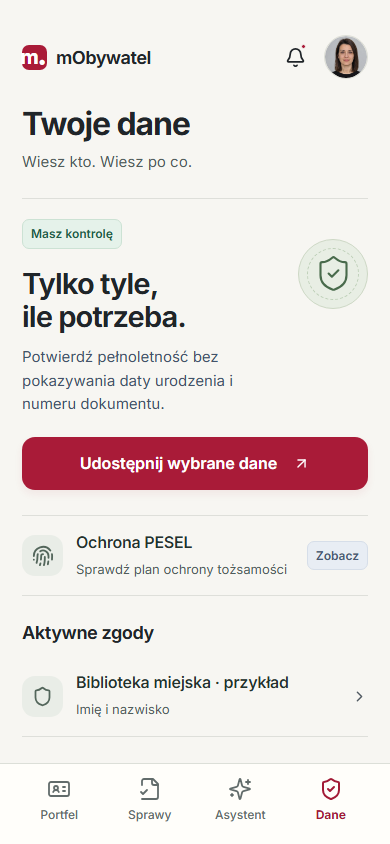 m. mObywatel
Twoje dane
Wiesz kto. Wiesz po co.
Masz kontrolę
Tylko tyle,
ile potrzeba.
Potwierdź pełnoletność bez
pokazywania daty urodzenia i
numeru dokumentu.
Udostępnij wybrane dane
Ochrona PESEL
Sprawdź plan ochrony tożsamości
Zobacz
Aktywne zgody
Biblioteka miejska · przykład
Imię i nazwisko
Portfel Sprawy Asystent Dane